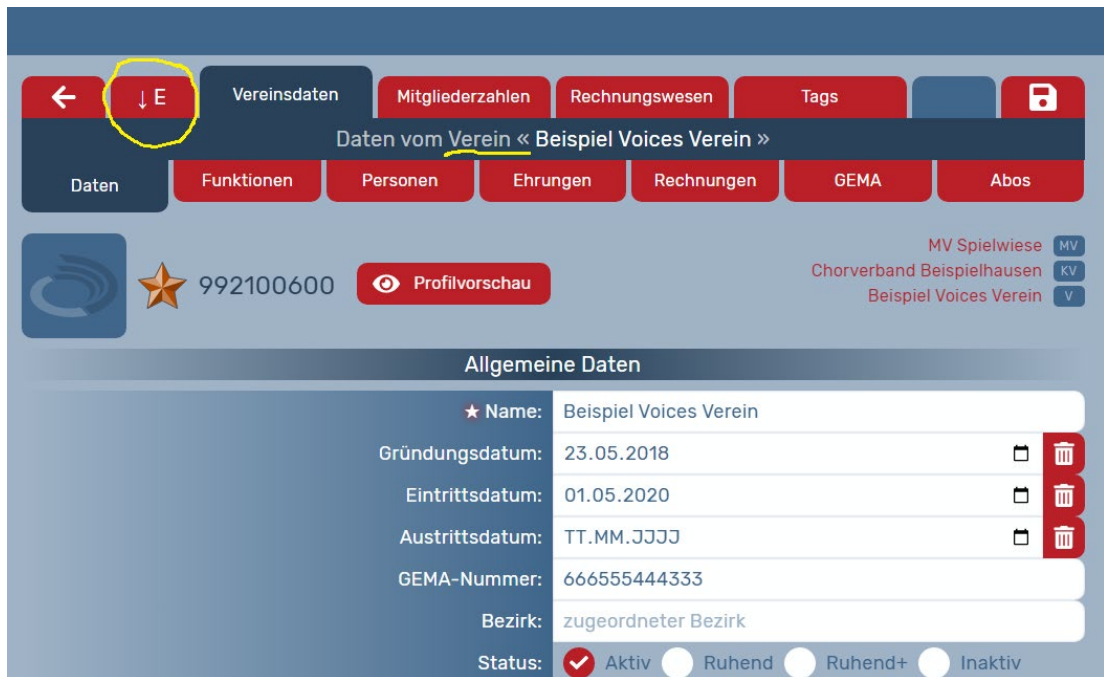 ↓ E Vereinsdaten Mitgliederzahlen Rechnungswesen Tags
Daten vom Verein « Beispiel Voices Verein »
Daten Funktionen Personen Ehrungen Rechnungen GEMA Abos
992100600 Profilvorschau
MV Spielwiese MV
Chorverband Beispielhausen KV
Beispiel Voices Verein V
Allgemeine Daten
Name: Beispiel Voices Verein
Gründungsdatum: 23.05.2018
Eintrittsdatum: 01.05.2020
Austrittsdatum: TT.MM.JJJJ
GEMA-Nummer: 666555444333
Bezirk: zugeordneter Bezirk
Status: Aktiv Ruhend Ruhend+ Inaktiv